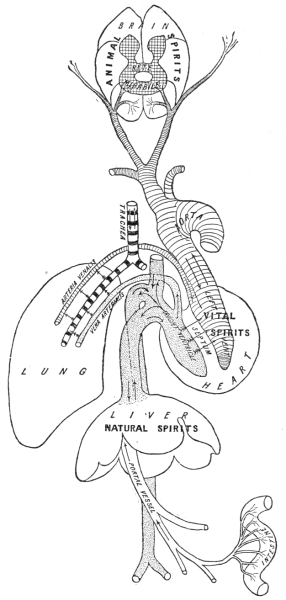 BRAIN
ANIMAL SPIRITS
RETE
MIRABILE
AORTA
TRACHEA
ARTERIA VENALIS
VENA ARTERIALIS
SEPTUM
VITAL
SPIRITS
HEART
LUNG
LIVER
NATURAL SPIRITS
PORTAL VESSEL
INTESTINE